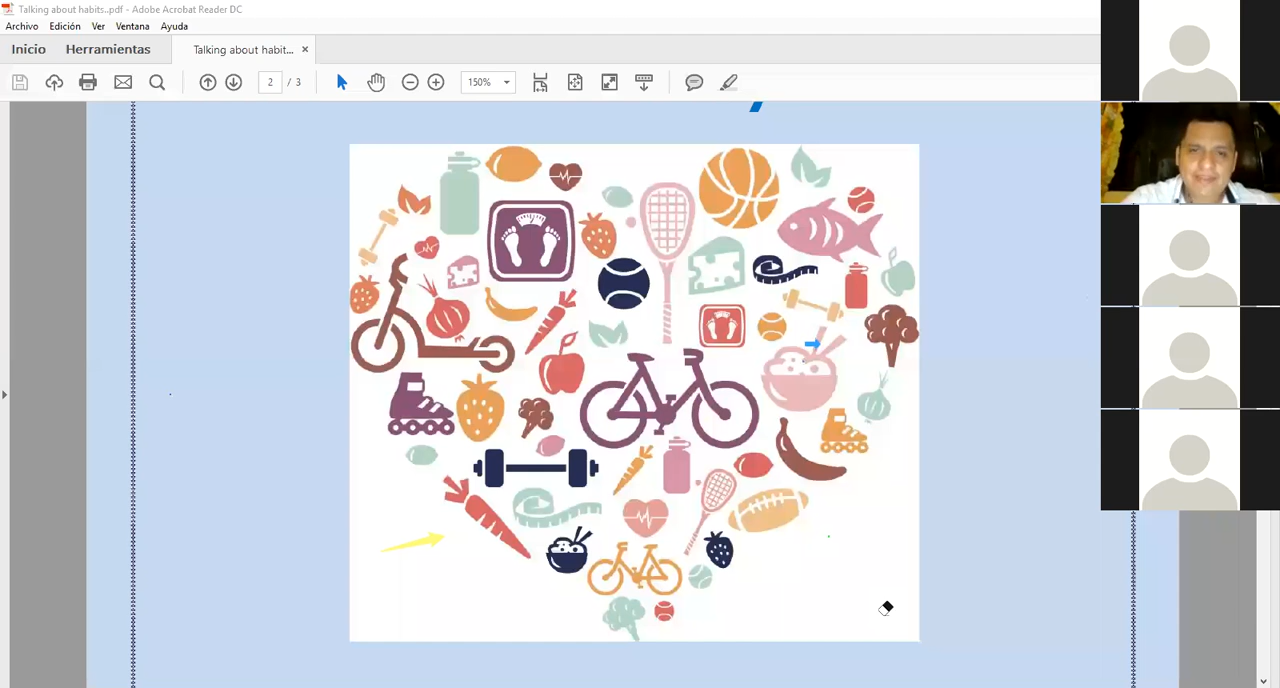 Talking about habits..pdf - Adobe Acrobat Reader DC
Archivo Edición Ver Ventana Ayuda
Inicio Herramientas Talking about habit... ×
2 / 3 150%